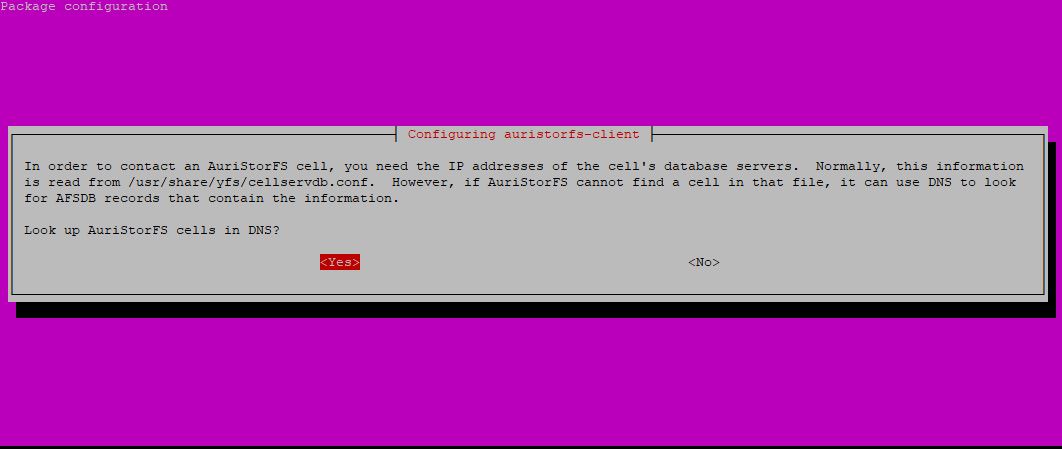 Package configuration
Configuring auristorfs-client
In order to contact an AuriStorFS cell, you need the IP addresses of the cell's database servers.  Normally, this information
is read from /usr/share/yfs/cellservdb.conf.  However, if AuriStorFS cannot find a cell in that file, it can use DNS to look
for AFSDB records that contain the information.
Look up AuriStorFS cells in DNS?
<Yes> <No>